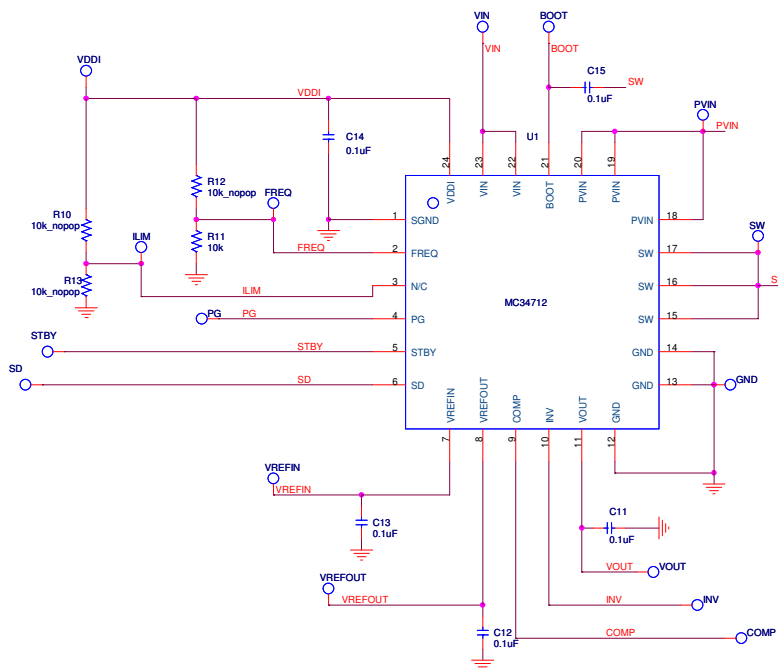 VIN
BOOT
VIN
BOOT
VDDI
C15
SW
0.1uF
PVIN
VDDI
PVIN
U1
C14
0.1uF
24
23
22
21
20
19
VDDI
VIN
VIN
BOOT
PVIN
PVIN
R12
10k_nopop
FREQ
R10
10k_nopop
1
SGND
PVIN
18
R11
10k
ILIM
SW
FREQ
2
FREQ
SW
17
R13
10k_nopop
ILIM
3
N/C
SW
16
S
MC34712
PG
PG
4
PG
SW
15
STBY
STBY
5
STBY
GND
14
SD
SD
6
SD
GND
13
GND
VREFIN
VREFOUT
COMP
INV
VOUT
GND
7
8
9
10
11
12
VREFIN
VREFIN
C13
0.1uF
C11
0.1uF
VOUT
VOUT
VREFOUT
VREFOUT
INV
INV
C12
0.1uF
COMP
COMP